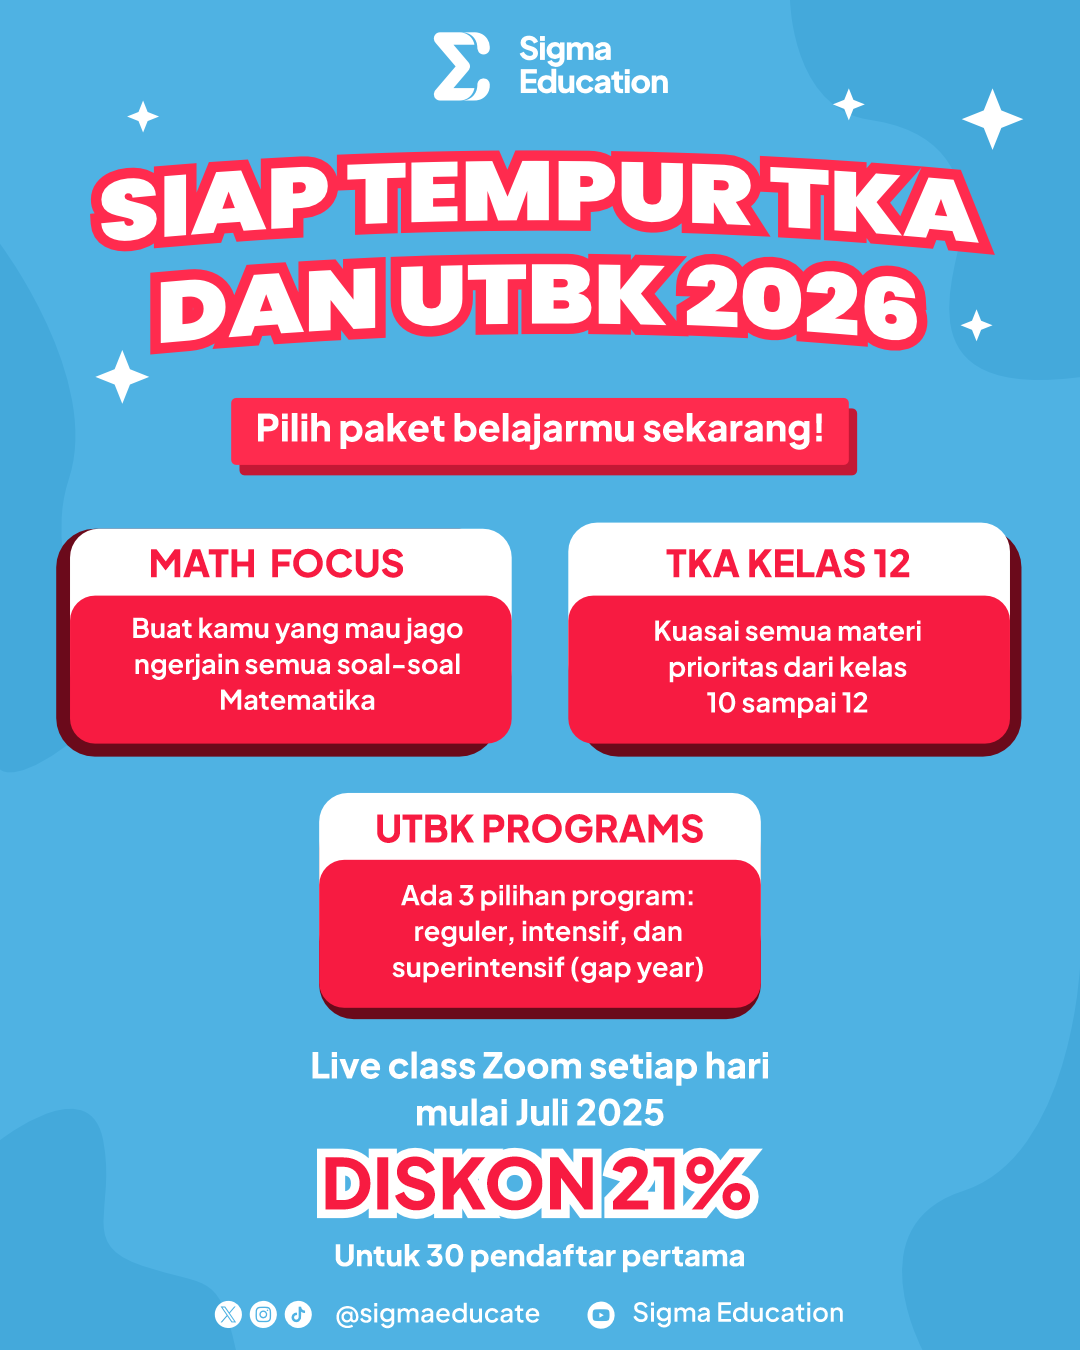 Sigma
Education
SIAP TEMPUR TKA
DAN UTBK 2026
Pilih paket belajarmu sekarang!
MATH FOCUS
Buat kamu yang mau jago
ngerjain semua soal-soal
Matematika
TKA KELAS 12
Kuasai semua materi
prioritas dari kelas
10 sampai 12
UTBK PROGRAMS
Ada 3 pilihan program:
reguler, intensif, dan
superintensif (gap year)
Live class Zoom setiap hari
mulai Juli 2025
DISKON 21%
Untuk 30 pendaftar pertama
@sigmaeducate
Sigma Education